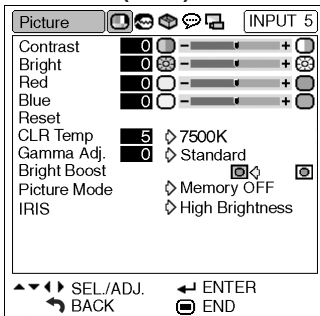 Picture INPUT 5
Contrast 0 - +
Bright 0 - +
Red 0 - +
Blue 0 - +
Reset
CLR Temp 5 7500K
Gamma Adj. 0 Standard
Bright Boost
Picture Mode Memory OFF
IRIS High Brightness
SEL./ADJ. ENTER
BACK END